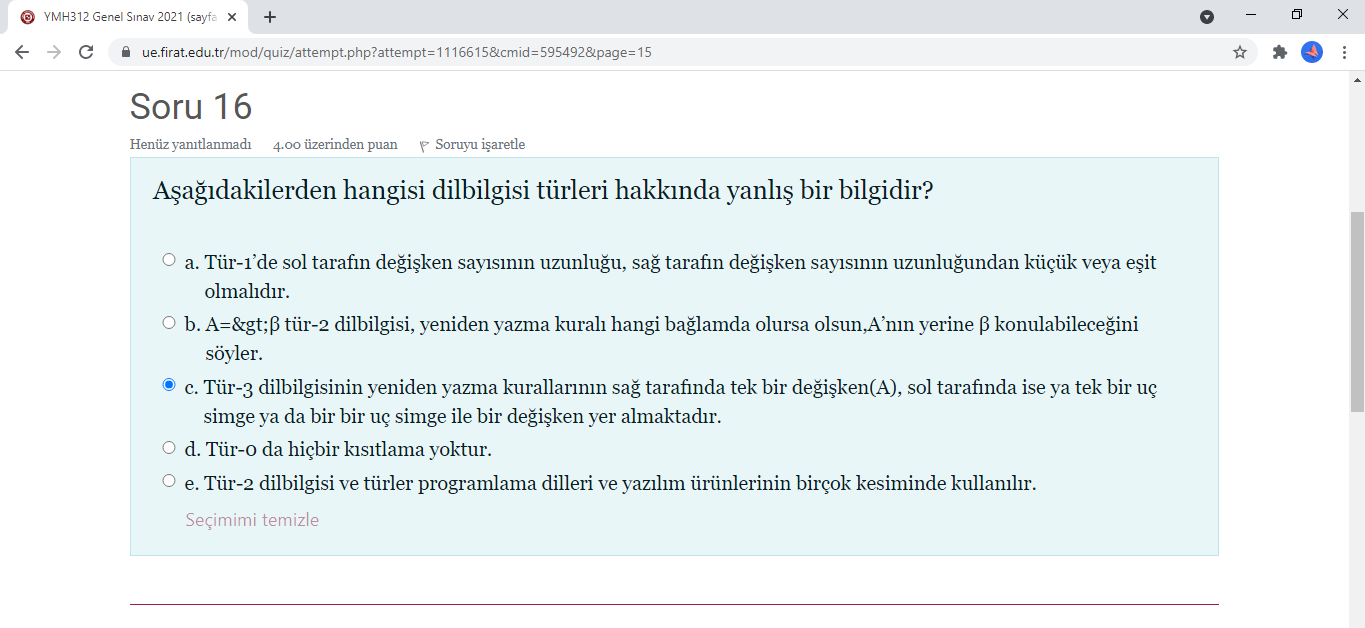 YMH312 Genel Sınav 2021 (sayfa
ue.firat.edu.tr/mod/quiz/attempt.php?attempt=1116615&cmid=595492&page=15
Soru 16
Henüz yanıtlanmadı 4.00 üzerinden puan Soruyu işaretle
Aşağıdakilerden hangisi dilbilgisi türleri hakkında yanlış bir bilgidir?
a. Tür-1’de sol tarafın değişken sayısının uzunluğu, sağ tarafın değişken sayısının uzunluğundan küçük veya eşit
olmalıdır.
b. A=&gt;β tür-2 dilbilgisi, yeniden yazma kuralı hangi bağlamda olursa olsun,A’nın yerine β konulabileceğini
söyler.
c. Tür-3 dilbilgisinin yeniden yazma kurallarının sağ tarafında tek bir değişken(A), sol tarafında ise ya tek bir uç
simge ya da bir bir uç simge ile bir değişken yer almaktadır.
d. Tür-0 da hiçbir kısıtlama yoktur.
e. Tür-2 dilbilgisi ve türler programlama dilleri ve yazılım ürünlerinin birçok kesiminde kullanılır.
Seçimimi temizle